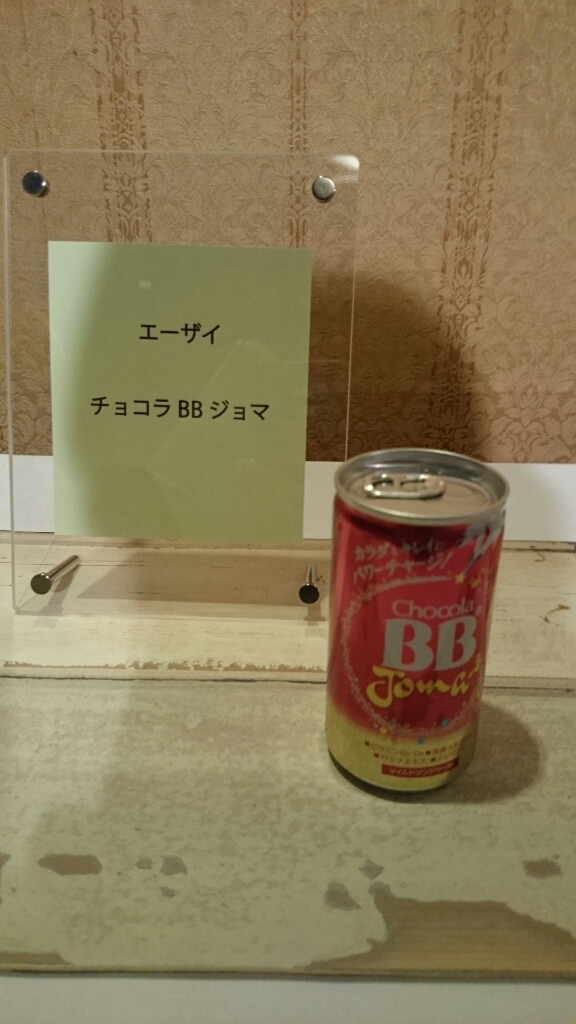 エーザイ
チョコラ BB ジョマ
カラダをキレイに
パワーチャージ!
Chocola
BB
Joma